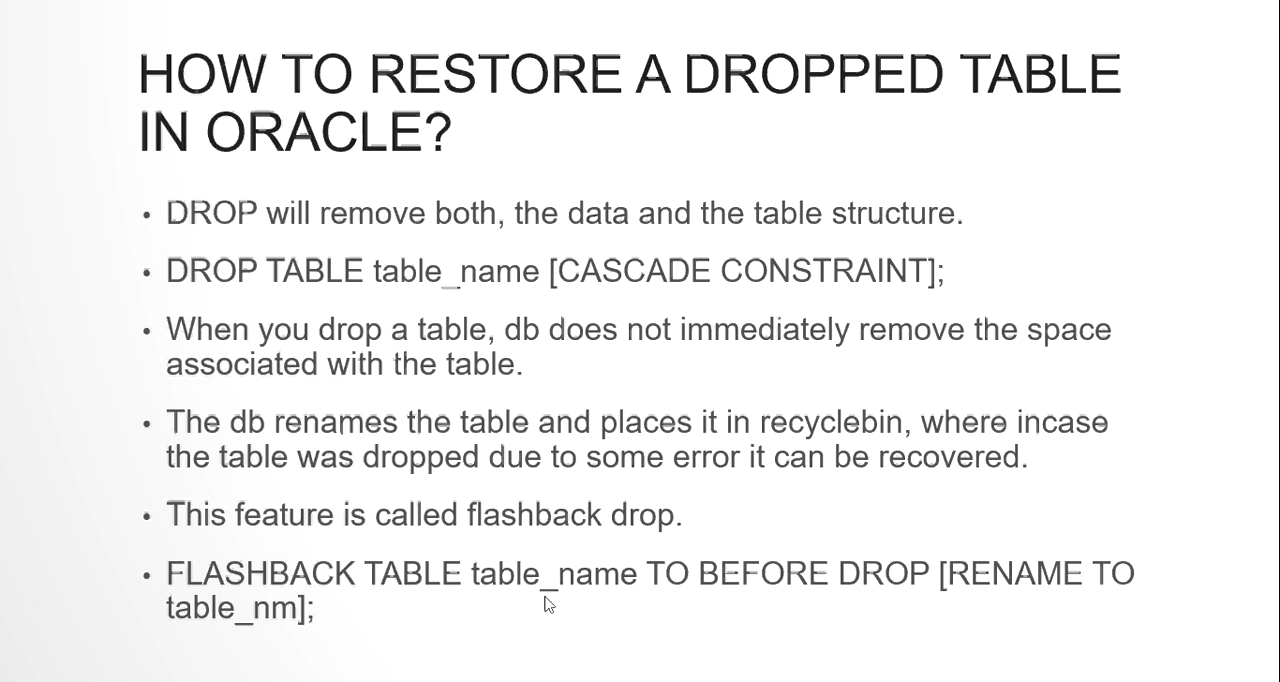 HOW TO RESTORE A DROPPED TABLE
IN ORACLE?
• DROP will remove both, the data and the table structure.
• DROP TABLE table_name [CASCADE CONSTRAINT];
• When you drop a table, db does not immediately remove the space
associated with the table.
• The db renames the table and places it in recyclebin, where incase
the table was dropped due to some error it can be recovered.
• This feature is called flashback drop.
• FLASHBACK TABLE table_name TO BEFORE DROP [RENAME TO
table_nm];